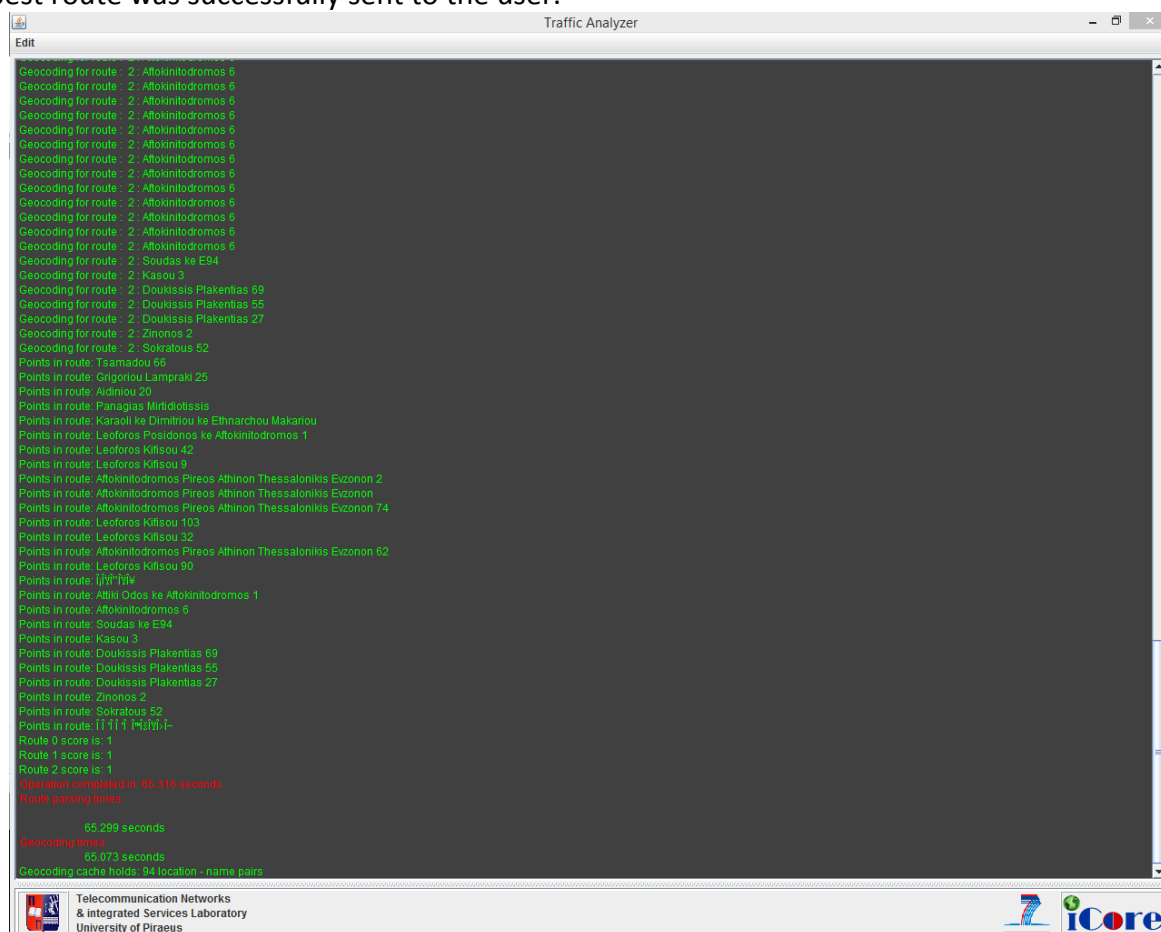 best route was successfully sent to the user.
Traffic Analyzer
Edit
Geocoding for route : 2 : Aftokinitodromos 6
Geocoding for route : 2 : Aftokinitodromos 6
Geocoding for route : 2 : Aftokinitodromos 6
Geocoding for route : 2 : Aftokinitodromos 6
Geocoding for route : 2 : Aftokinitodromos 6
Geocoding for route : 2 : Aftokinitodromos 6
Geocoding for route : 2 : Aftokinitodromos 6
Geocoding for route : 2 : Aftokinitodromos 6
Geocoding for route : 2 : Aftokinitodromos 6
Geocoding for route : 2 : Aftokinitodromos 6
Geocoding for route : 2 : Aftokinitodromos 6
Geocoding for route : 2 : Aftokinitodromos 6
Geocoding for route : 2 : Aftokinitodromos 6
Geocoding for route : 2 : Aftokinitodromos 6
Geocoding for route : 2 : Soudas ke E94
Geocoding for route : 2 : Kasou 3
Geocoding for route : 2 : Doukissis Plakentias 69
Geocoding for route : 2 : Doukissis Plakentias 55
Geocoding for route : 2 : Doukissis Plakentias 27
Geocoding for route : 2 : Zinonos 2
Geocoding for route : 2 : Sokratous 52
Points in route: Tsamadou 66
Points in route: Grigoriou Lampraki 25
Points in route: Aidiniou 20
Points in route: Panagias Mirtidiotissis
Points in route: Karaoli ke Dimitriou ke Ethnarchou Makariou
Points in route: Leoforos Posidonos ke Aftokinitodromos 1
Points in route: Leoforos Kifisou 42
Points in route: Leoforos Kifisou 9
Points in route: Aftokinitodromos Pireos Athinon Thessalonikis Evzonon 2
Points in route: Aftokinitodromos Pireos Athinon Thessalonikis Evzonon
Points in route: Aftokinitodromos Pireos Athinon Thessalonikis Evzonon 74
Points in route: Leoforos Kifisou 103
Points in route: Leoforos Kifisou 32
Points in route: Aftokinitodromos Pireos Athinon Thessalonikis Evzonon 62
Points in route: Leoforos Kifisou 90
Points in route:
Points in route: Attiki Odos ke Aftokinitodromos 1
Points in route: Aftokinitodromos 6
Points in route: Soudas ke E94
Points in route: Kasou 3
Points in route: Doukissis Plakentias 69
Points in route: Doukissis Plakentias 55
Points in route: Doukissis Plakentias 27
Points in route: Zinonos 2
Points in route: Sokratous 52
Points in route:
Route 0 score is: 1
Route 1 score is: 1
Route 2 score is: 1
Operation completed in: 65.316 seconds
Route parsing times:
65.299 seconds
Geocoding times:
65.073 seconds
Geocoding cache holds: 94 location - name pairs
Telecommunication Networks
& integrated Services Laboratory
University of Piraeus
7
iCore